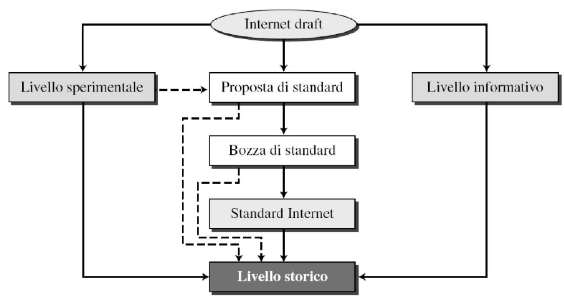 Internet draft
Livello sperimentale
Proposta di standard
Livello informativo
Bozza di standard
Standard Internet
Livello storico